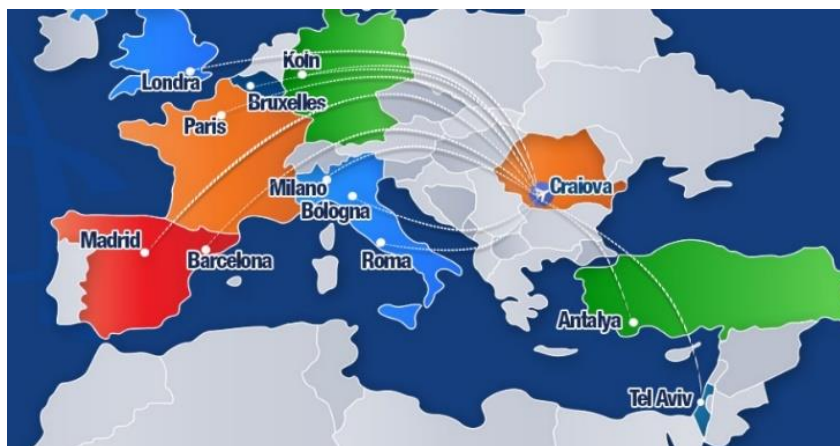 Koln
Londra
Bruxelles
Paris
Craiova
Milano
Bologna
Madrid
Barcelona
Roma
Antalya
Tel Aviv